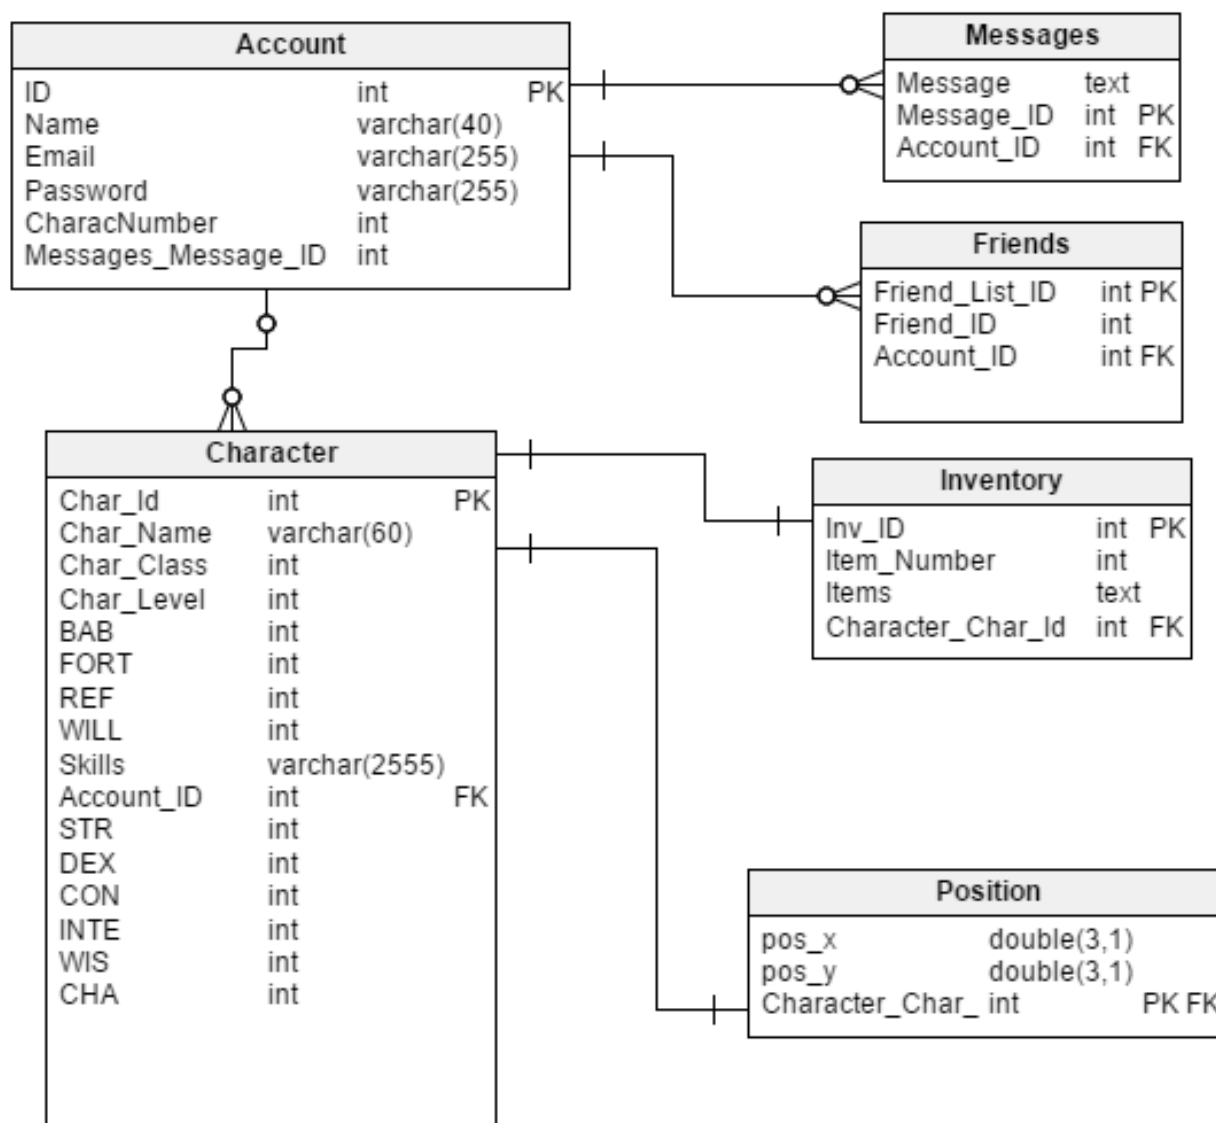 Account
ID int PK
Name varchar(40)
Email varchar(255)
Password varchar(255)
CharacNumber int
Messages_Message_ID int
Messages
Message text
Message_ID int PK
Account_ID int FK
Friends
Friend_List_ID int PK
Friend_ID int
Account_ID int FK
Character
Char_Id int PK
Char_Name varchar(60)
Char_Class int
Char_Level int
BAB int
FORT int
REF int
WILL int
Skills varchar(2555)
Account_ID int FK
STR int
DEX int
CON int
INTE int
WIS int
CHA int
Inventory
Inv_ID int PK
Item_Number int
Items text
Character_Char_Id int FK
Position
pos_x double(3,1)
pos_y double(3,1)
Character_Char_ int PK FK